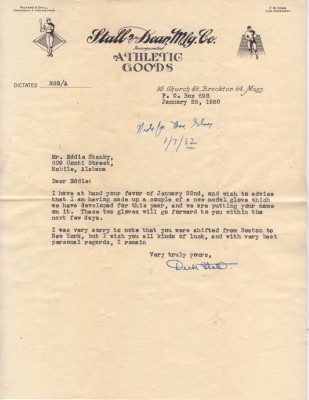 Stall & Dean Mfg. Co.
Incorporated
ATHLETIC
GOODS
DICTATED RGS/A
95 Church St. Brockton 64, Mass.
P. O. Box 698
January 25, 1950
1/7/52
Mr. Eddie Stanky,
609 Conti Street,
Mobile, Alabama
Dear Eddie:
I have at hand your favor of January 22nd, and wish to advise
that I am having made up a couple of a new model glove which
we have developed for this year, and we are putting your name
on it. These two gloves will go forward to you within the
next few days.
I was very sorry to note that you were shifted from Boston to
New York, but I wish you all kinds of luck, and with very best
personal regards, I remain
Very truly yours,
Dick Stall.